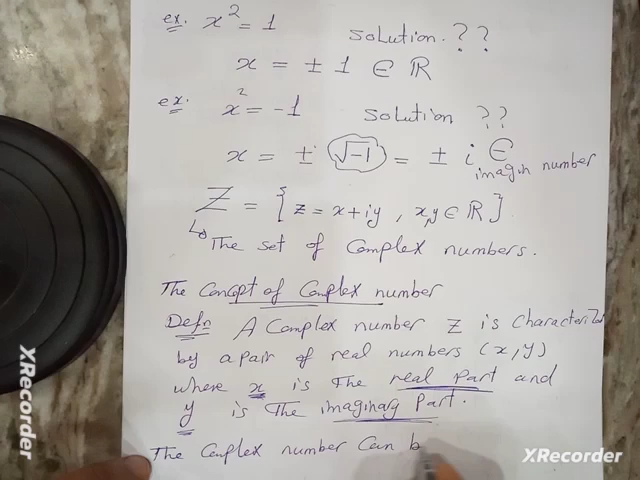 ex. x² = 1 Solution. ??
x = ± 1 ∈ ℝ
ex. x² = -1 Solution ??
x = ± √-1 = ± i ∈
imagin number
Z = { z = x + iy , x,y ∈ ℝ }
↳ The set of Complex numbers.
The Concept of Complex number
Defn A Complex number Z is Characterized
by a pair of real numbers (x, y)
where x is The real part and
y is The imaginary part.
The Complex number Can b
XRecorder
XRecorder